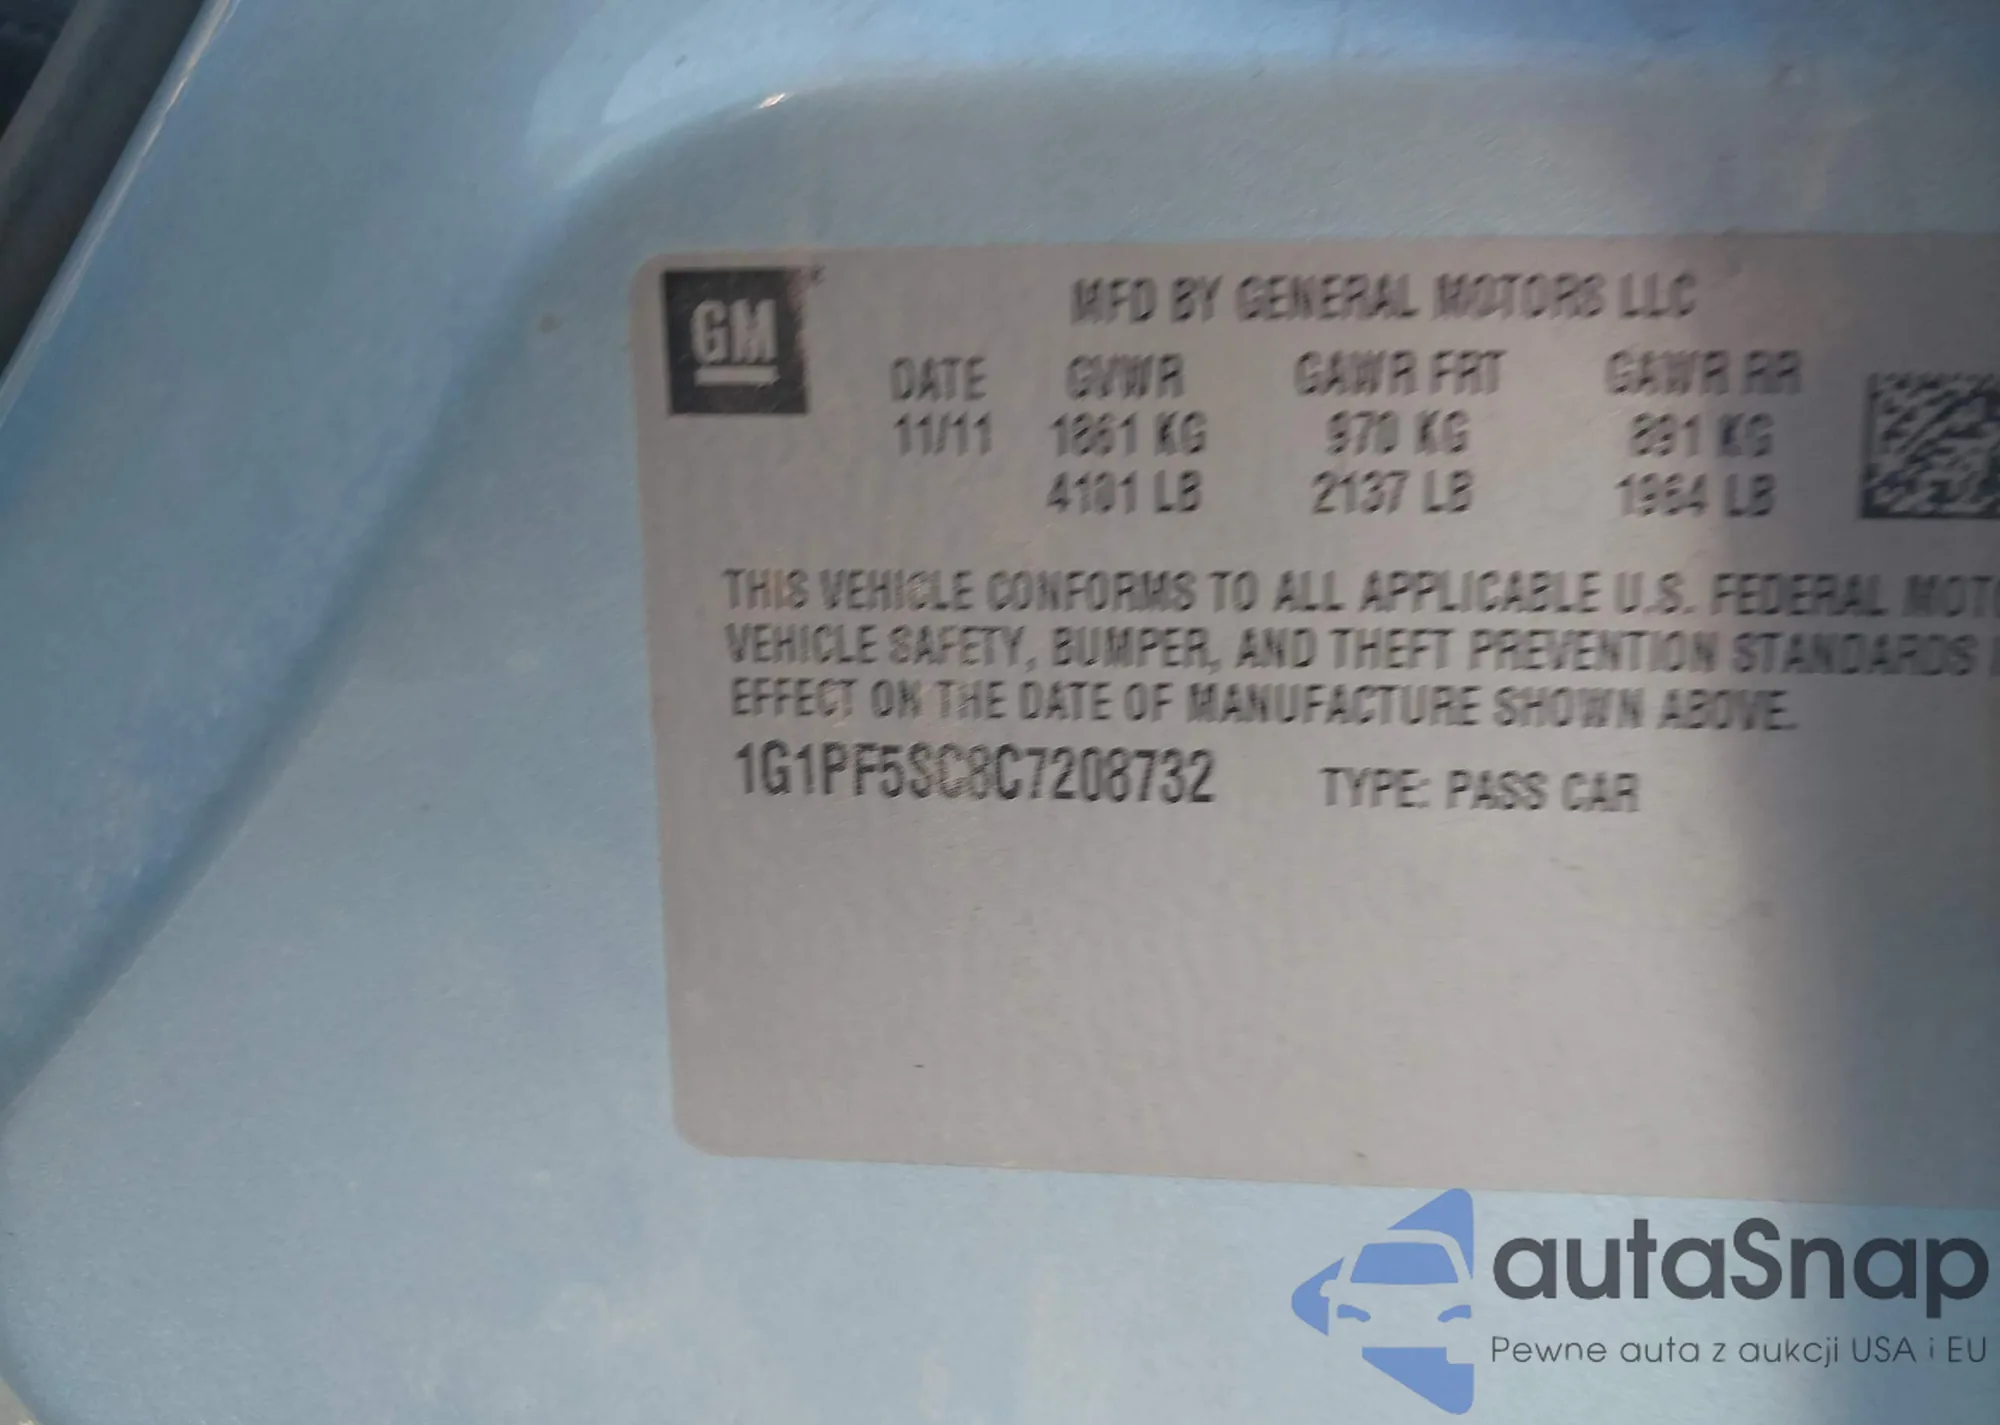 GM
MFD BY GENERAL MOTORS LLC
DATE GVWR GAWR FRT GAWR RR
11/11 1861 KG 970 KG 891 KG
4101 LB 2137 LB 1964 LB
THIS VEHICLE CONFORMS TO ALL APPLICABLE U.S. FEDERAL MOTO
VEHICLE SAFETY, BUMPER, AND THEFT PREVENTION STANDARDS I
EFFECT ON THE DATE OF MANUFACTURE SHOWN ABOVE.
1G1PF5SC8C7208732 TYPE: PASS CAR
autaSnap
Pewne auta z aukcji USA i EU